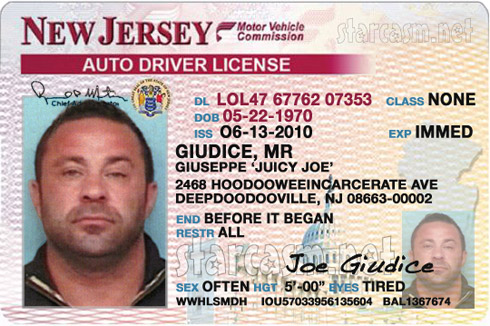 NEW JERSEY Motor Vehicle Commission
starcasm.net
AUTO DRIVER LICENSE
DL LOL47 67762 07353 CLASS NONE
DOB 05-22-1970
ISS 06-13-2010 EXP IMMED
GIUDICE, MR
GIUSEPPE ‘JUICY JOE’
2468 HOODOOWEEINCARCERATE AVE
DEEPDOODOOVILLE, NJ 08663-00002
END BEFORE IT BEGAN
RESTR ALL
starcasm.net
Joe Giudice
SEX OFTEN HGT 5'-00" EYES TIRED
WWHLSMDH IOU57033956135604 BAL1367674